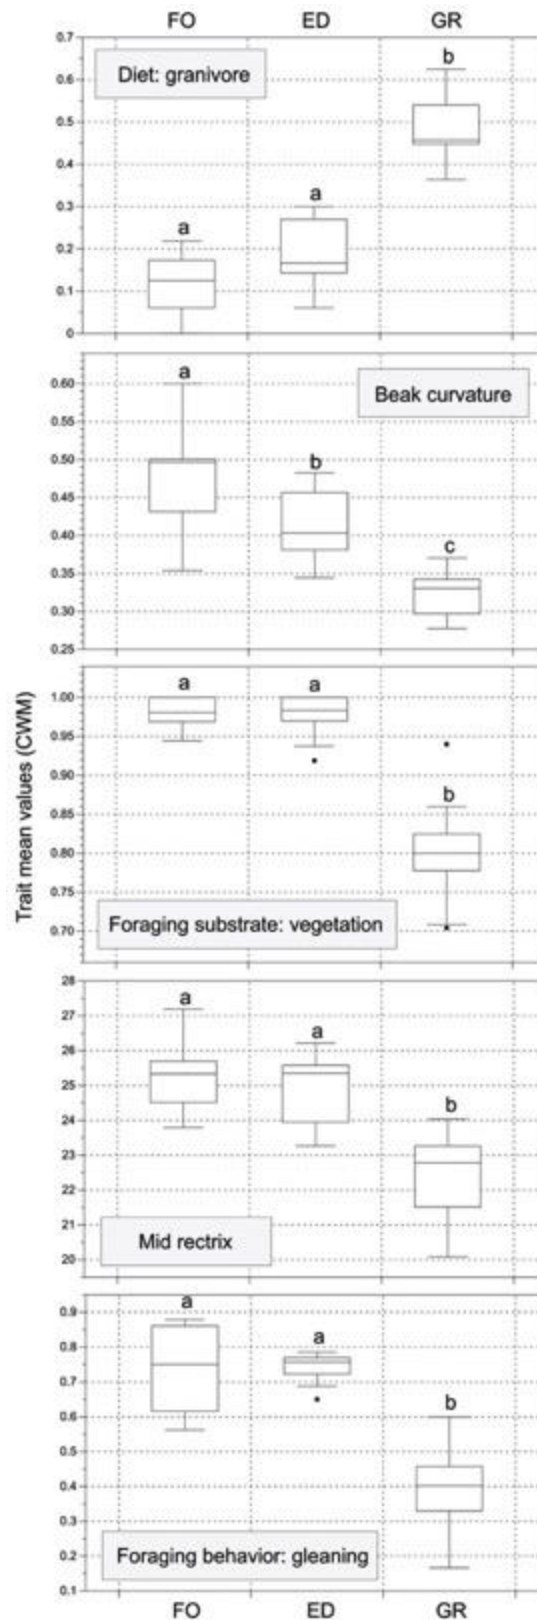 FO ED GR
Diet: granivore
0.7
b
0.6
0.5
0.4
0.3
a a
0.2
0.1
0
a
Beak curvature
0.60
0.55
b
0.50
0.45
0.40
c
0.35
0.30
0.25
Trait mean values (CWM)
a a
1.00
0.95
0.90
b
0.85
0.80
0.75
Foraging substrate: vegetation
0.70
28
a
27
a
26
25
b
24
23
22
21
Mid rectrix
20
a
0.9
a
0.8
0.7
b
0.6
0.5
0.4
0.3
Foraging behavior: gleaning
0.2
0.1
FO ED GR